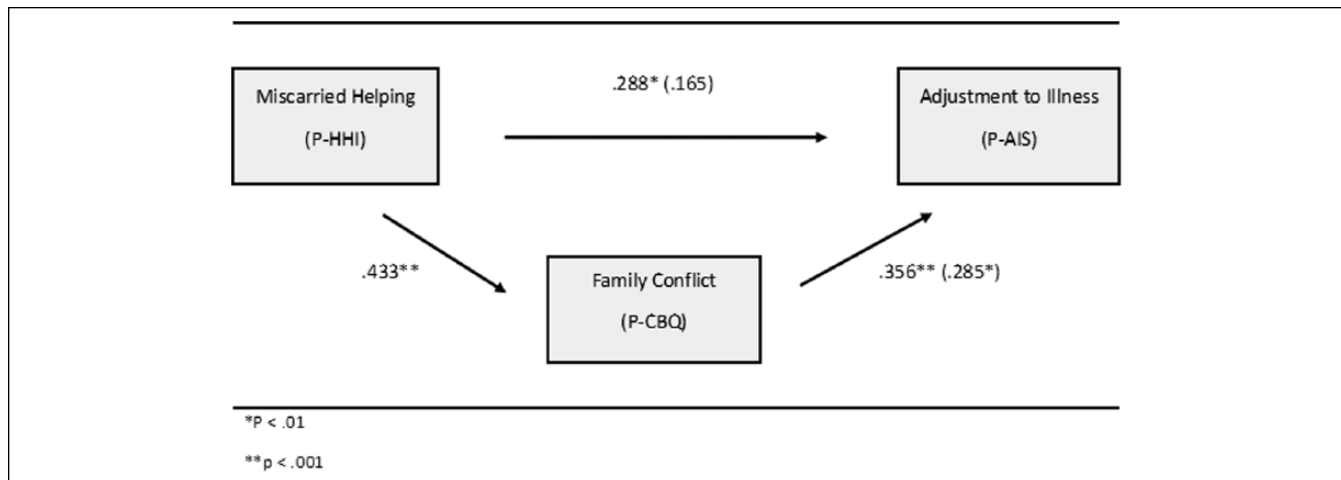 Miscarried Helping
(P-HHI)
.288* (.165)
Adjustment to Illness
(P-AIS)
.433**
Family Conflict
(P-CBQ)
.356** (.285*)
*P < .01
**p < .001